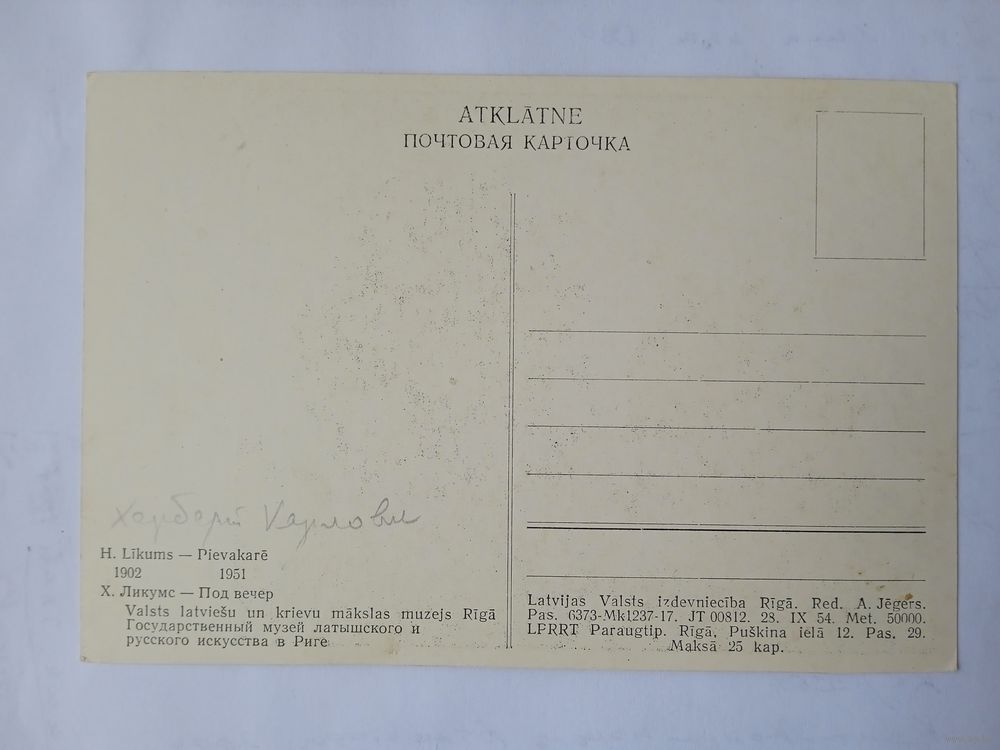 ATKLĀTNE
ПОЧТОВАЯ КАРТОЧКА
Херберт Карлович
H. Līkums — Pievakarē
1902 1951
Х. Ликумс — Под вечер
Valsts latviešu un krievu mākslas muzejs Rīgā
Государственный музей латышского и
русского искусства в Риге
Latvijas Valsts izdevniecība Rīgā. Red. A. Jēgers.
Pas. 6373-Mk1237-17. JT 00812. 28. IX 54. Met. 50000.
LPRRT Paraugtip. Rīgā, Puškina ielā 12. Pas. 29.
Maksā 25 kap.